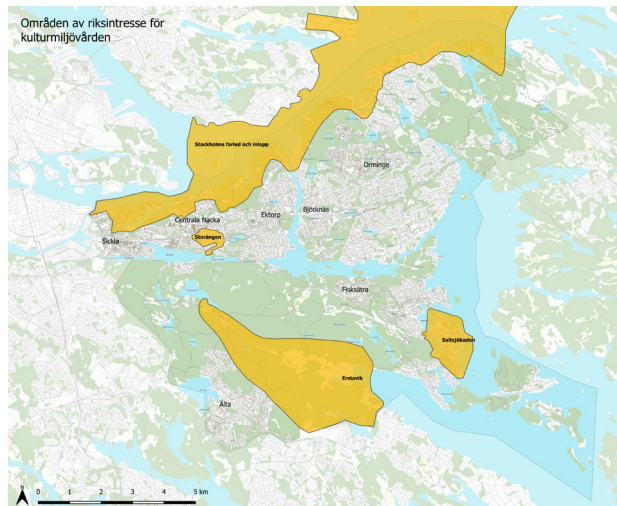 Områden av riksintresse för
kulturmiljövården
Stockholms farled och inlopp
Orminge
Centrala Nacka
Ektorp
Björknäs
Storängen
Sickla
Fisksätra
Saltsjöbaden
Erstavik
Älta
N
0 1 2 3 4 5 km